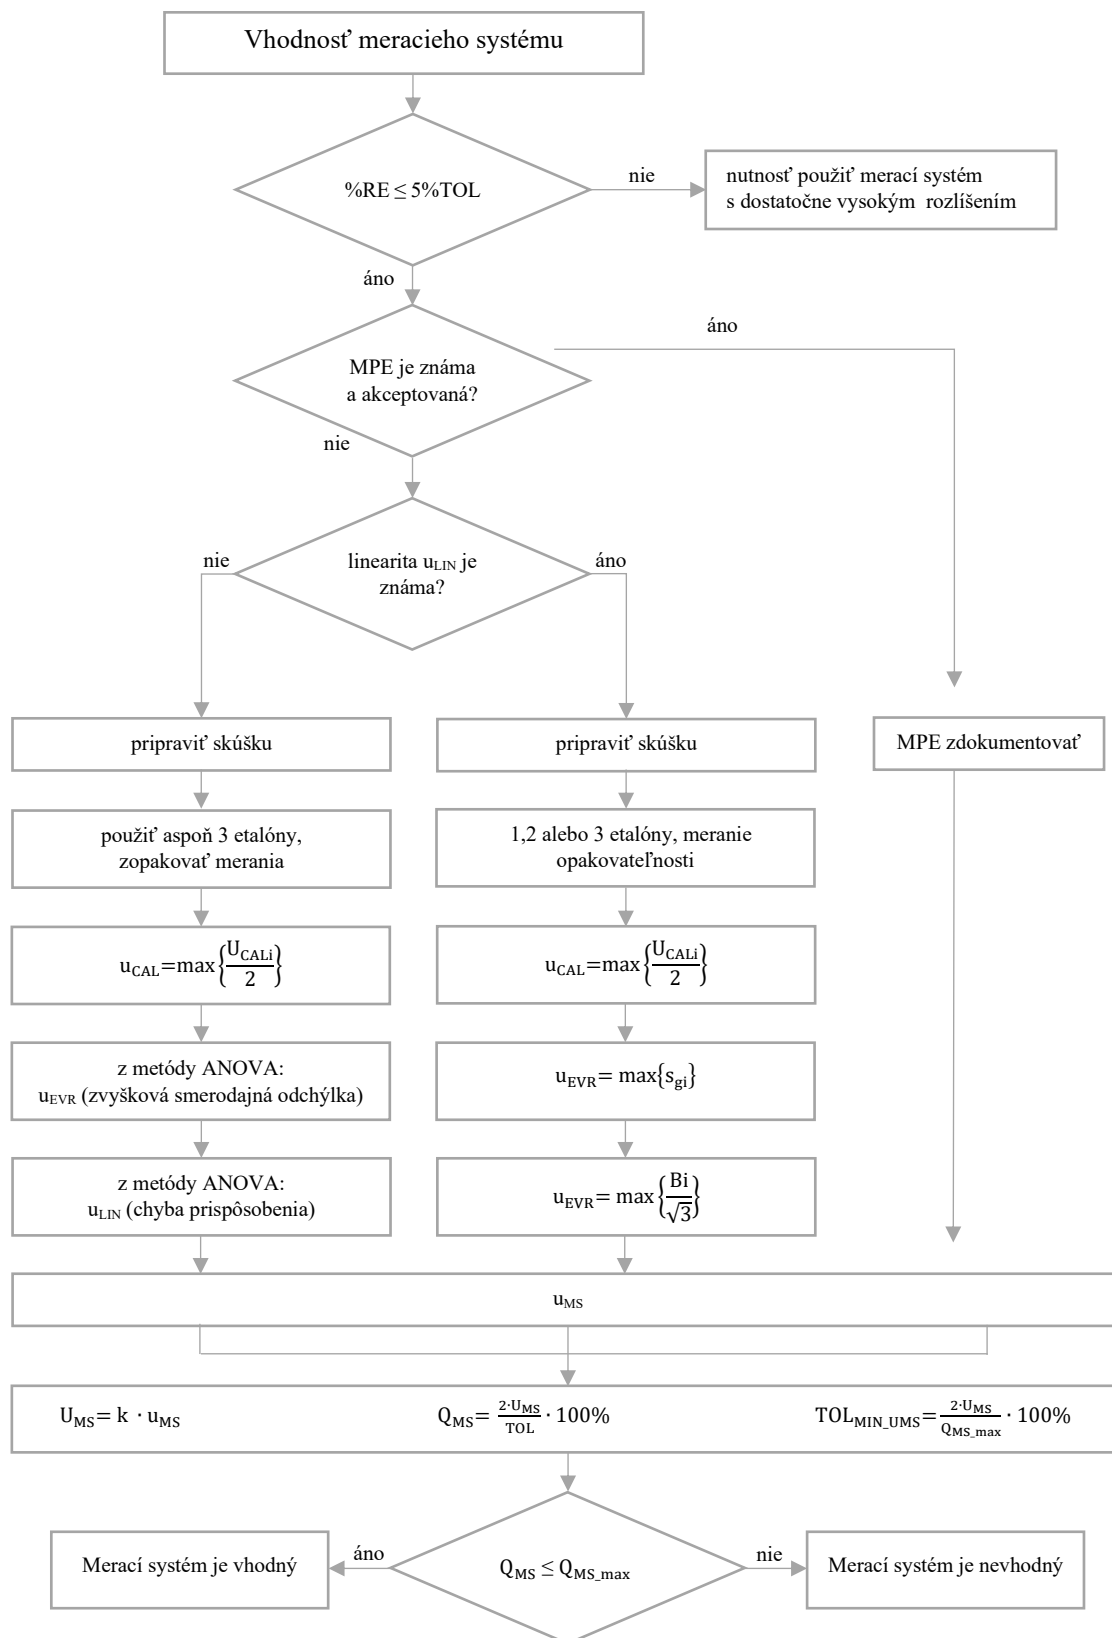 Vhodnosť meracieho systému
%RE ≤ 5%TOL
nie
nutnosť použiť merací systém
s dostatočne vysokým rozlíšením
áno
MPE je známa
a akceptovaná?
áno
nie
linearita uLIN je
známa?
nie
áno
pripraviť skúšku
pripraviť skúšku
MPE zdokumentovať
použiť aspoň 3 etalóny,
zopakovať merania
1,2 alebo 3 etalóny, meranie
opakovateľnosti
uCAL=max{UCALi/2}
uCAL=max{UCALi/2}
z metódy ANOVA:
uEVR (zvyšková smerodajná odchýlka)
uEVR= max{sgi}
z metódy ANOVA:
uLIN (chyba prispôsobenia)
uEVR= max{Bi/√3}
uMS
UMS= k · uMS
QMS= 2·UMS/TOL · 100%
TOLMIN_UMS= 2·UMS/QMS_max · 100%
QMS ≤ QMS_max
áno
Merací systém je vhodný
nie
Merací systém je nevhodný